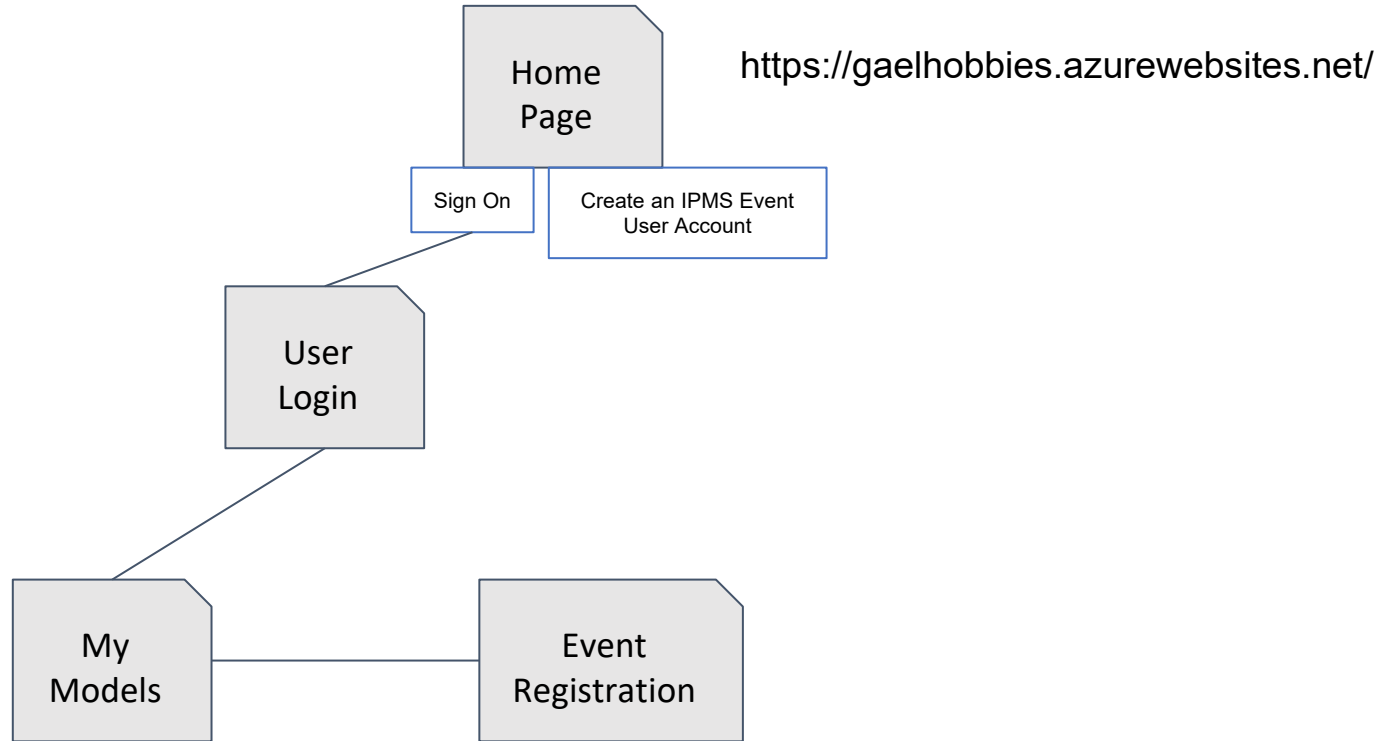 Home
Page
https://gaelhobbies.azurewebsites.net/
Sign On
Create an IPMS Event
User Account
User
Login
My
Models
Event
Registration